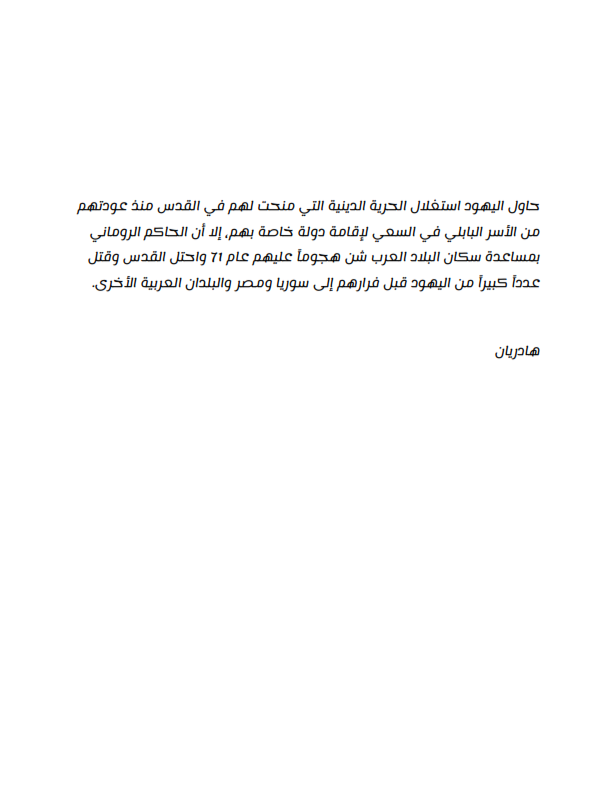 حاول اليهود استغلال الحرية الدينية التي منحت لهم في القدس منذ عودتهم
من الأسر البابلي في السعي لإقامة دولة خاصة بهم، إلا أن الحاكم الروماني
بمساعدة سكان البلاد العرب شن هجوماً عليهم عام 71 واحتل القدس وقتل
عدداً كبيراً من اليهود قبل فرارهم إلى سوريا ومصر والبلدان العربية الأخرى.
هادريان